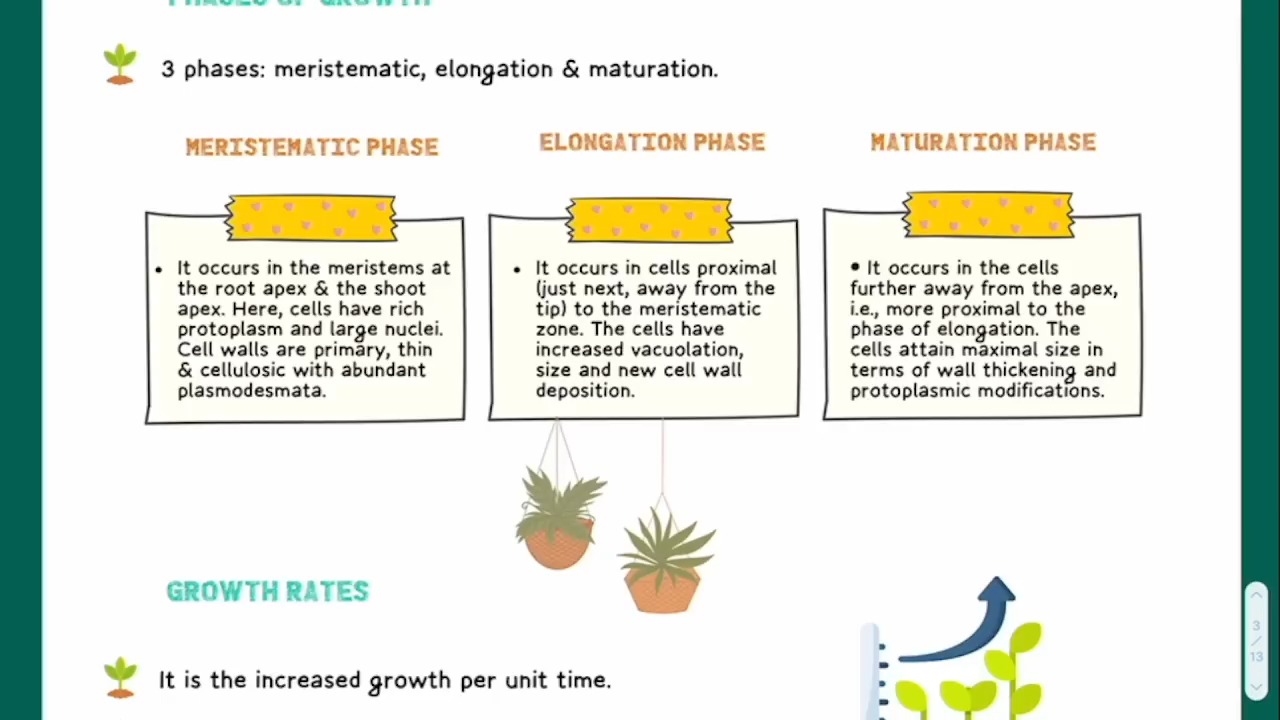 PHASES OF GROWTH
3 phases: meristematic, elongation & maturation.
MERISTEMATIC PHASE
• It occurs in the meristems at
the root apex & the shoot
apex. Here, cells have rich
protoplasm and large nuclei.
Cell walls are primary, thin
& cellulosic with abundant
plasmodesmata.
ELONGATION PHASE
• It occurs in cells proximal
(just next, away from the
tip) to the meristematic
zone. The cells have
increased vacuolation,
size and new cell wall
deposition.
MATURATION PHASE
• It occurs in the cells
further away from the apex,
i.e., more proximal to the
phase of elongation. The
cells attain maximal size in
terms of wall thickening and
protoplasmic modifications.
GROWTH RATES
It is the increased growth per unit time.
3
/
13